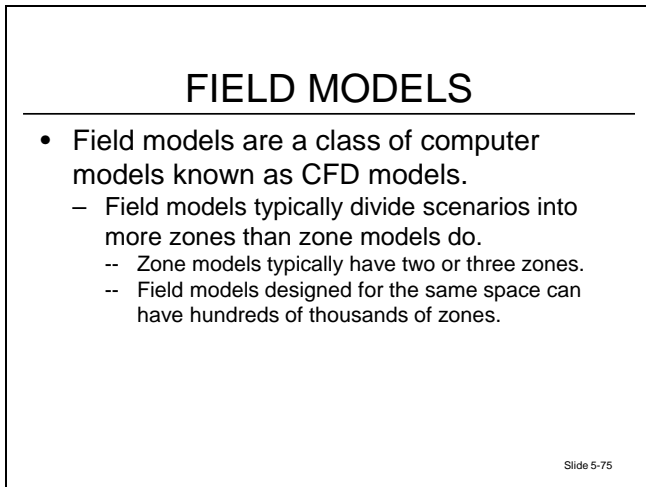 FIELD MODELS
• Field models are a class of computer
models known as CFD models.
– Field models typically divide scenarios into
more zones than zone models do.
-- Zone models typically have two or three zones.
-- Field models designed for the same space can
have hundreds of thousands of zones.
Slide 5-75